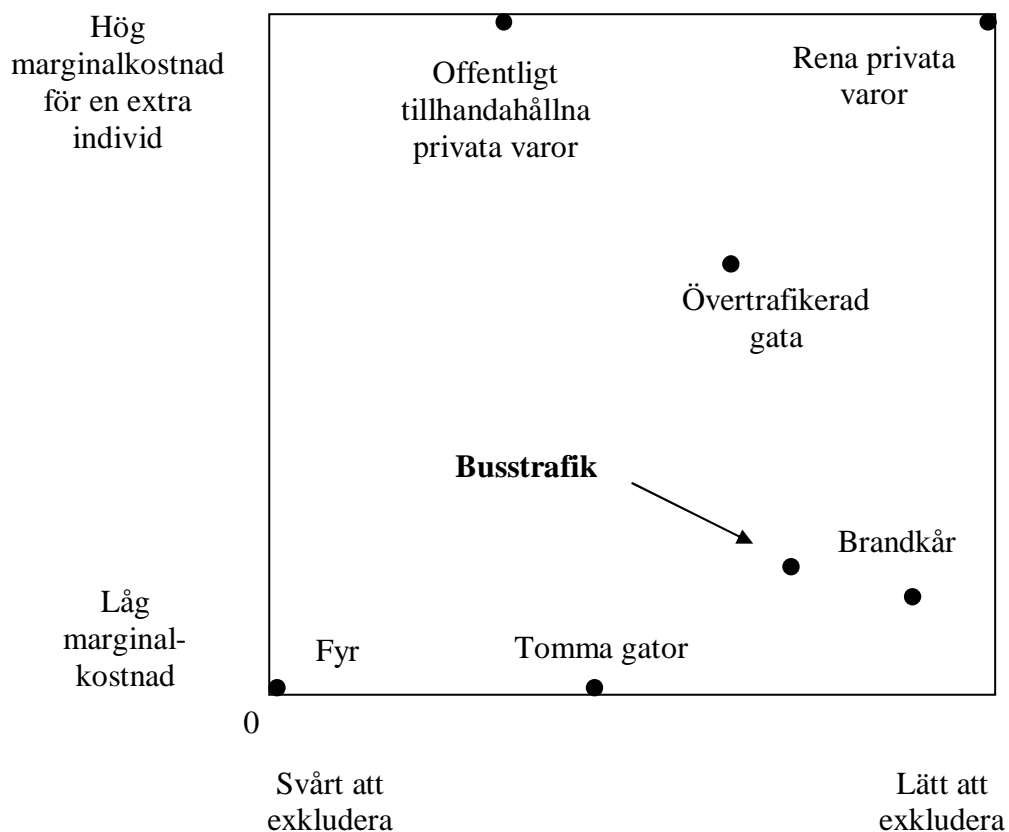 Hög
marginalkostnad
för en extra
individ
Offentligt
tillhandahållna
privata varor
Rena privata
varor
Övertrafikerad
gata
Busstrafik
Brandkår
Låg
marginal-
kostnad
Fyr
Tomma gator
0
Svårt att
exkludera
Lätt att
exkludera